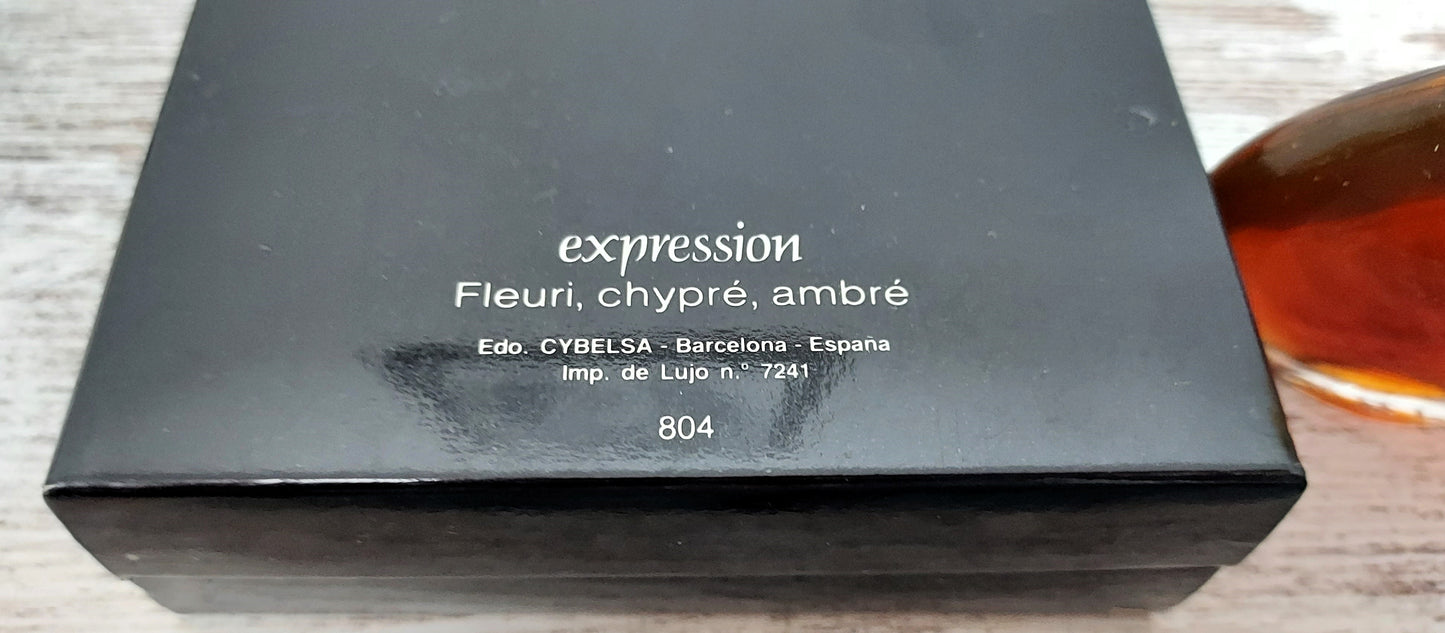 expression
Fleuri, chypré, ambré
Edo. CYBELSA - Barcelona - España
Imp. de Lujo n.º 7241
804